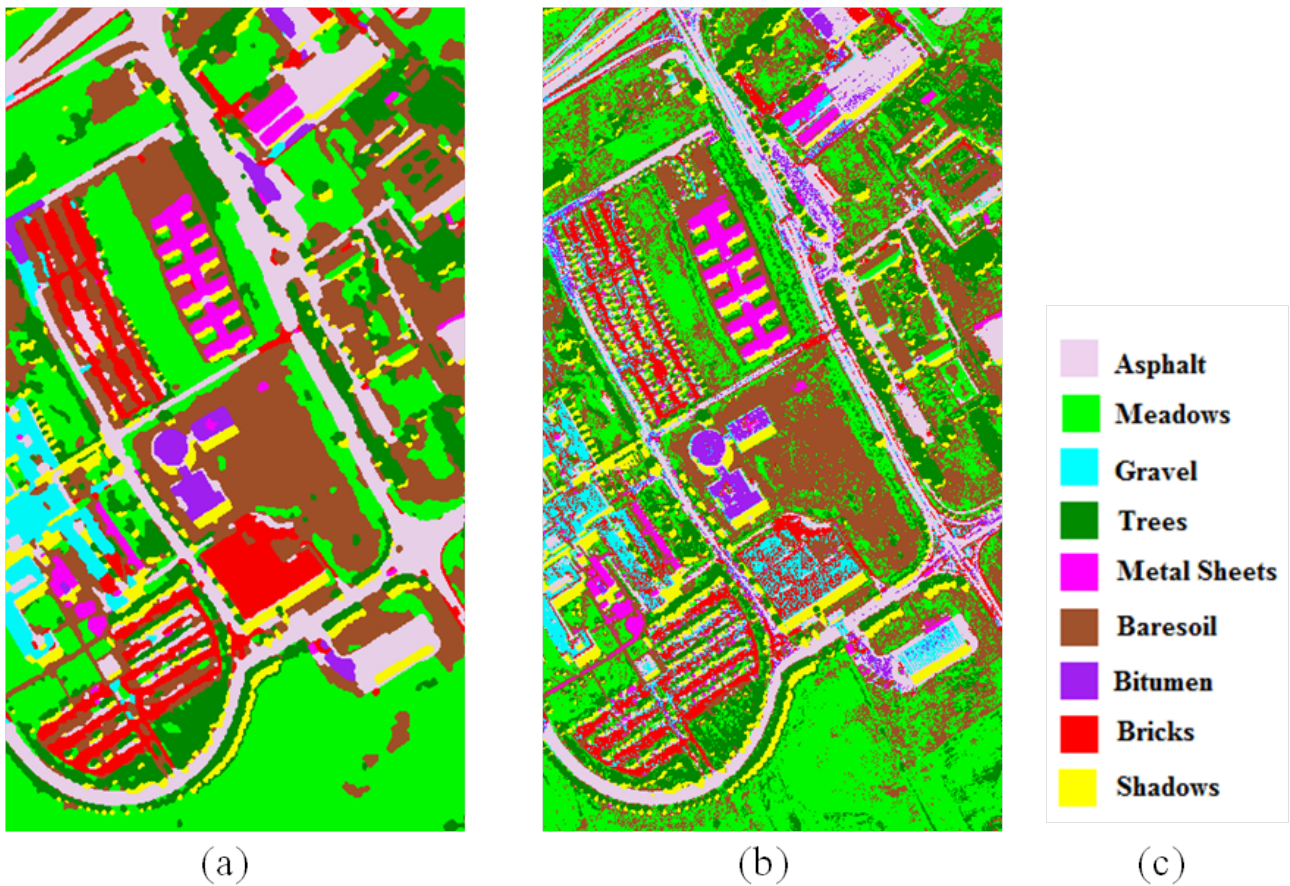 Asphalt
Meadows
Gravel
Trees
Metal Sheets
Baresoil
Bitumen
Bricks
Shadows
(a)
(b)
(c)